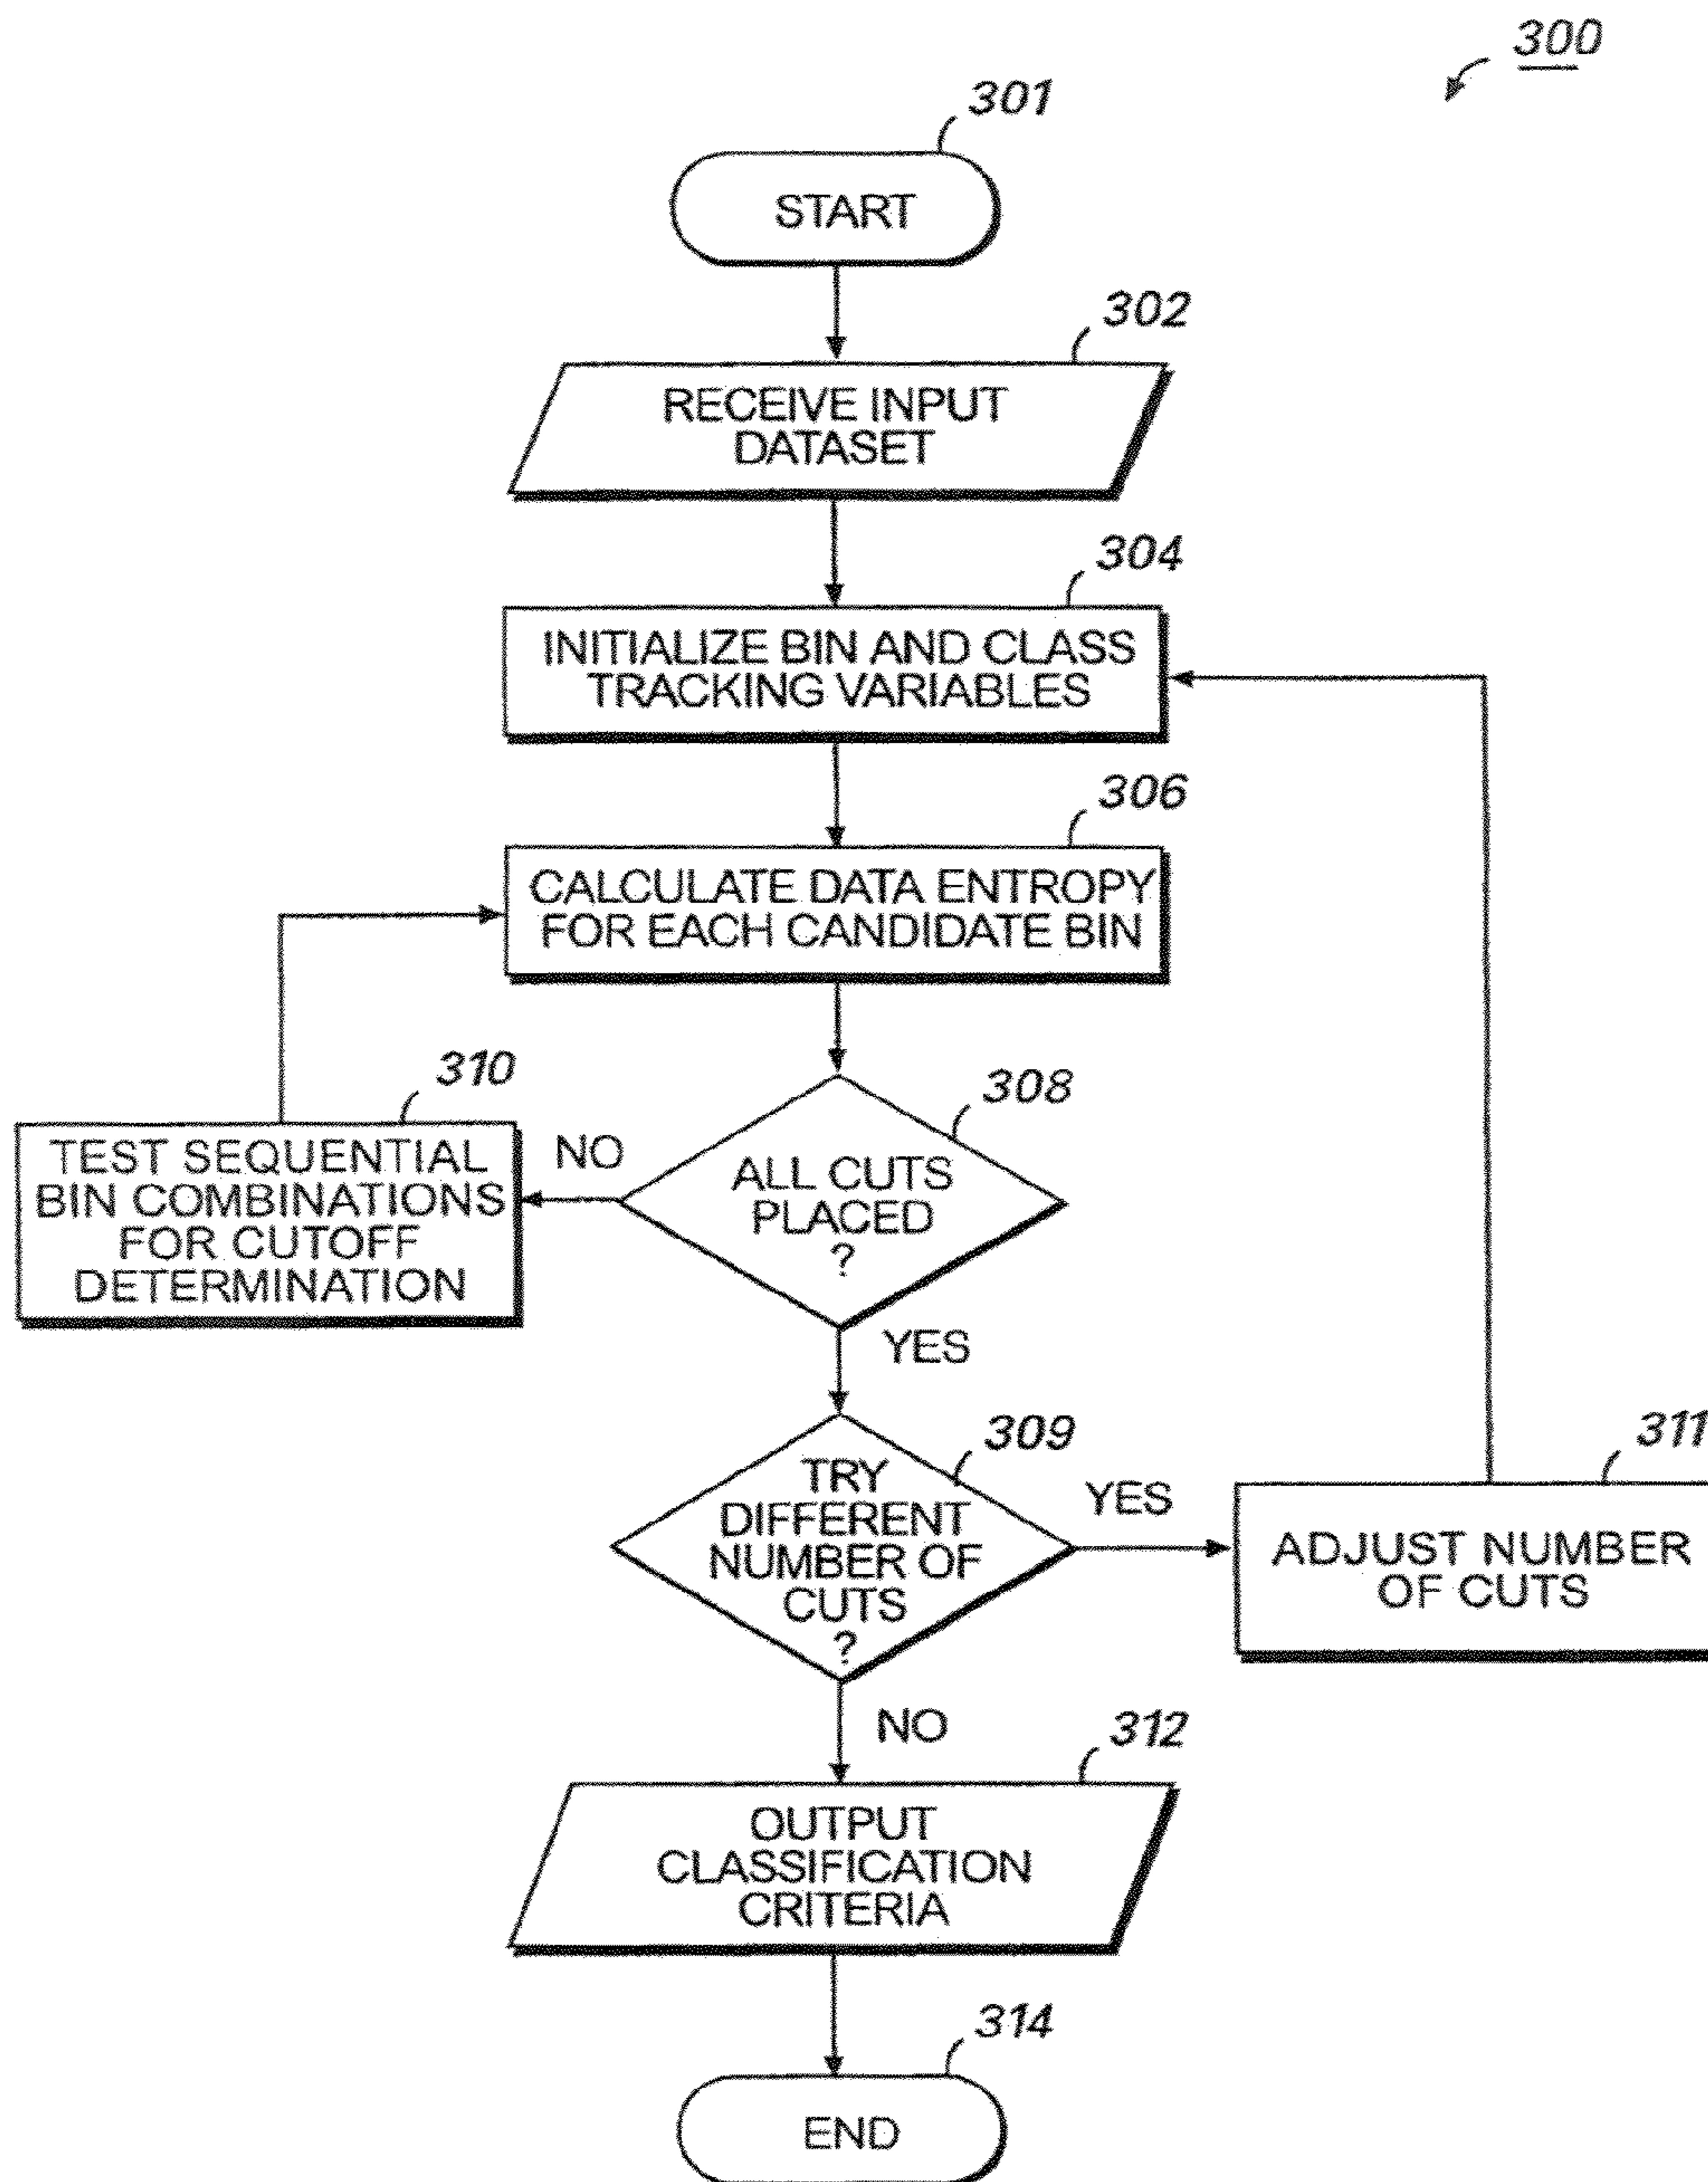 300
301
START
302
RECEIVE INPUT
DATASET
304
INITIALIZE BIN AND CLASS
TRACKING VARIABLES
306
CALCULATE DATA ENTROPY
FOR EACH CANDIDATE BIN
310
TEST SEQUENTIAL
BIN COMBINATIONS
FOR CUTOFF
DETERMINATION
NO
308
ALL CUTS
PLACED
?
YES
309
TRY
DIFFERENT
NUMBER OF
CUTS
?
YES
311
ADJUST NUMBER
OF CUTS
NO
312
OUTPUT
CLASSIFICATION
CRITERIA
314
END